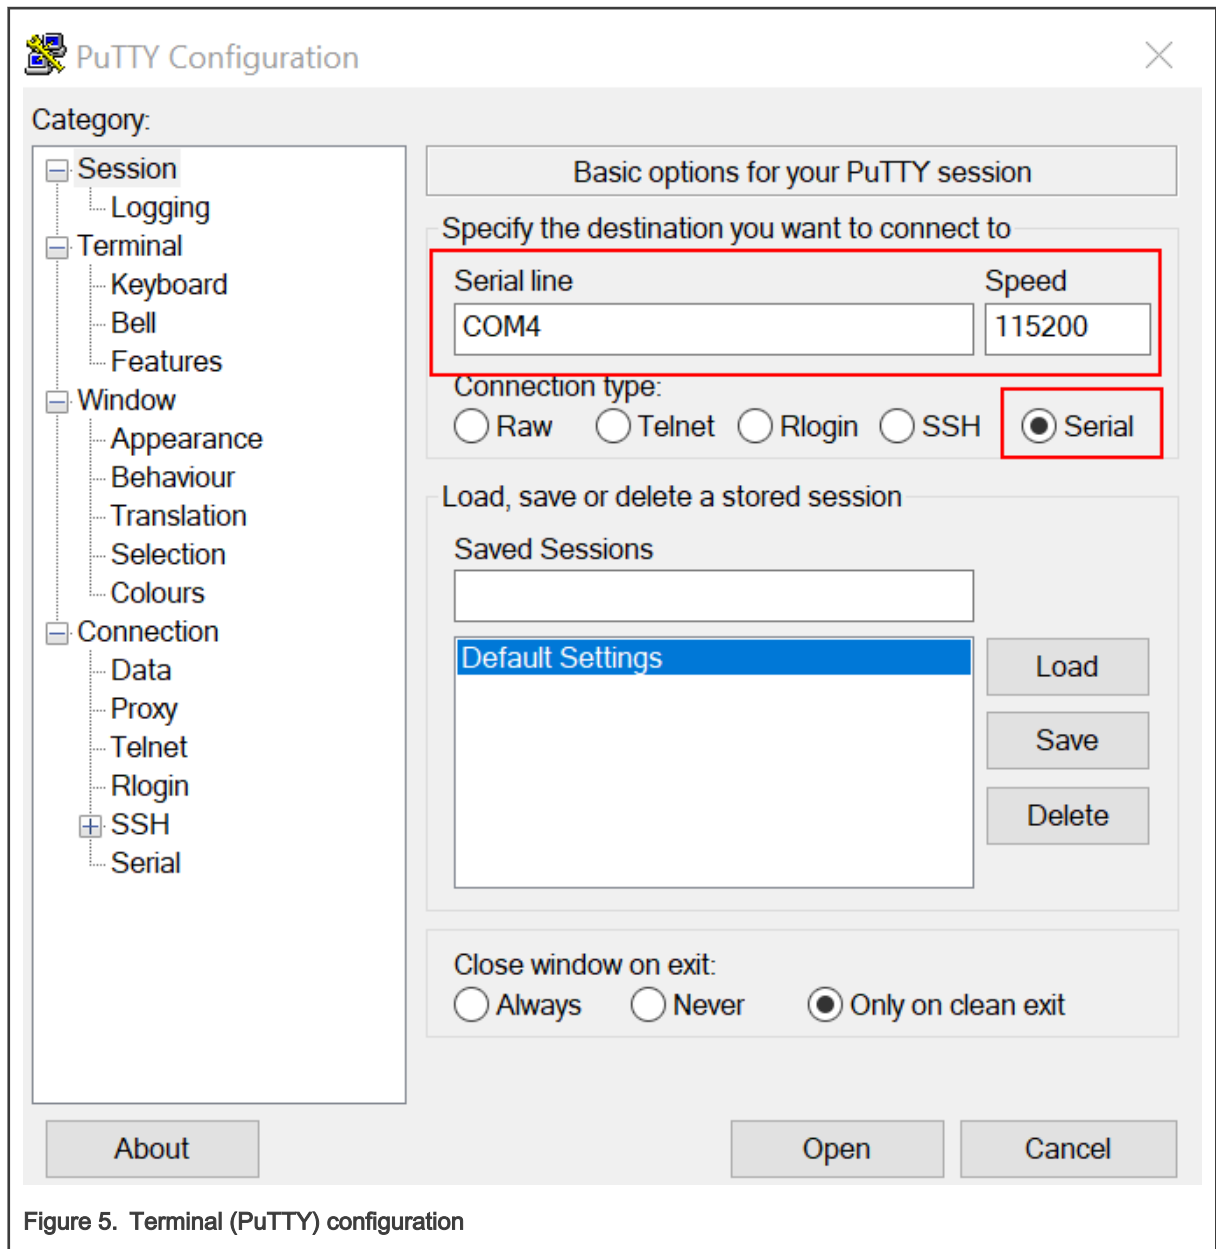 PuTTY Configuration
Category:
Session
Logging
Terminal
Keyboard
Bell
Features
Window
Appearance
Behaviour
Translation
Selection
Colours
Connection
Data
Proxy
Telnet
Rlogin
SSH
Serial
Basic options for your PuTTY session
Specify the destination you want to connect to
Serial line Speed
COM4 115200
Connection type:
Raw Telnet Rlogin SSH Serial
Load, save or delete a stored session
Saved Sessions
Default Settings
Load
Save
Delete
Close window on exit:
Always Never Only on clean exit
About Open Cancel
Figure 5. Terminal (PuTTY) configuration